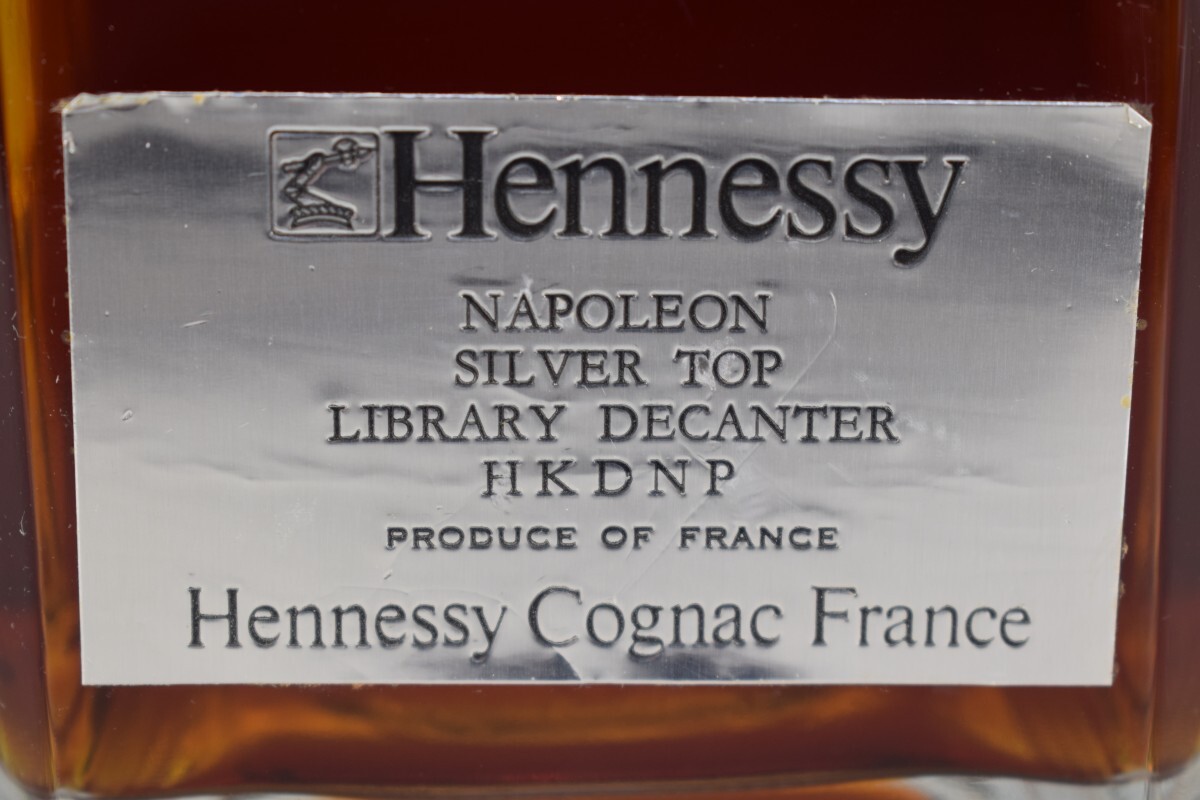 Hennessy
NAPOLEON
SILVER TOP
LIBRARY DECANTER
HKDNP
PRODUCE OF FRANCE
Hennessy Cognac France